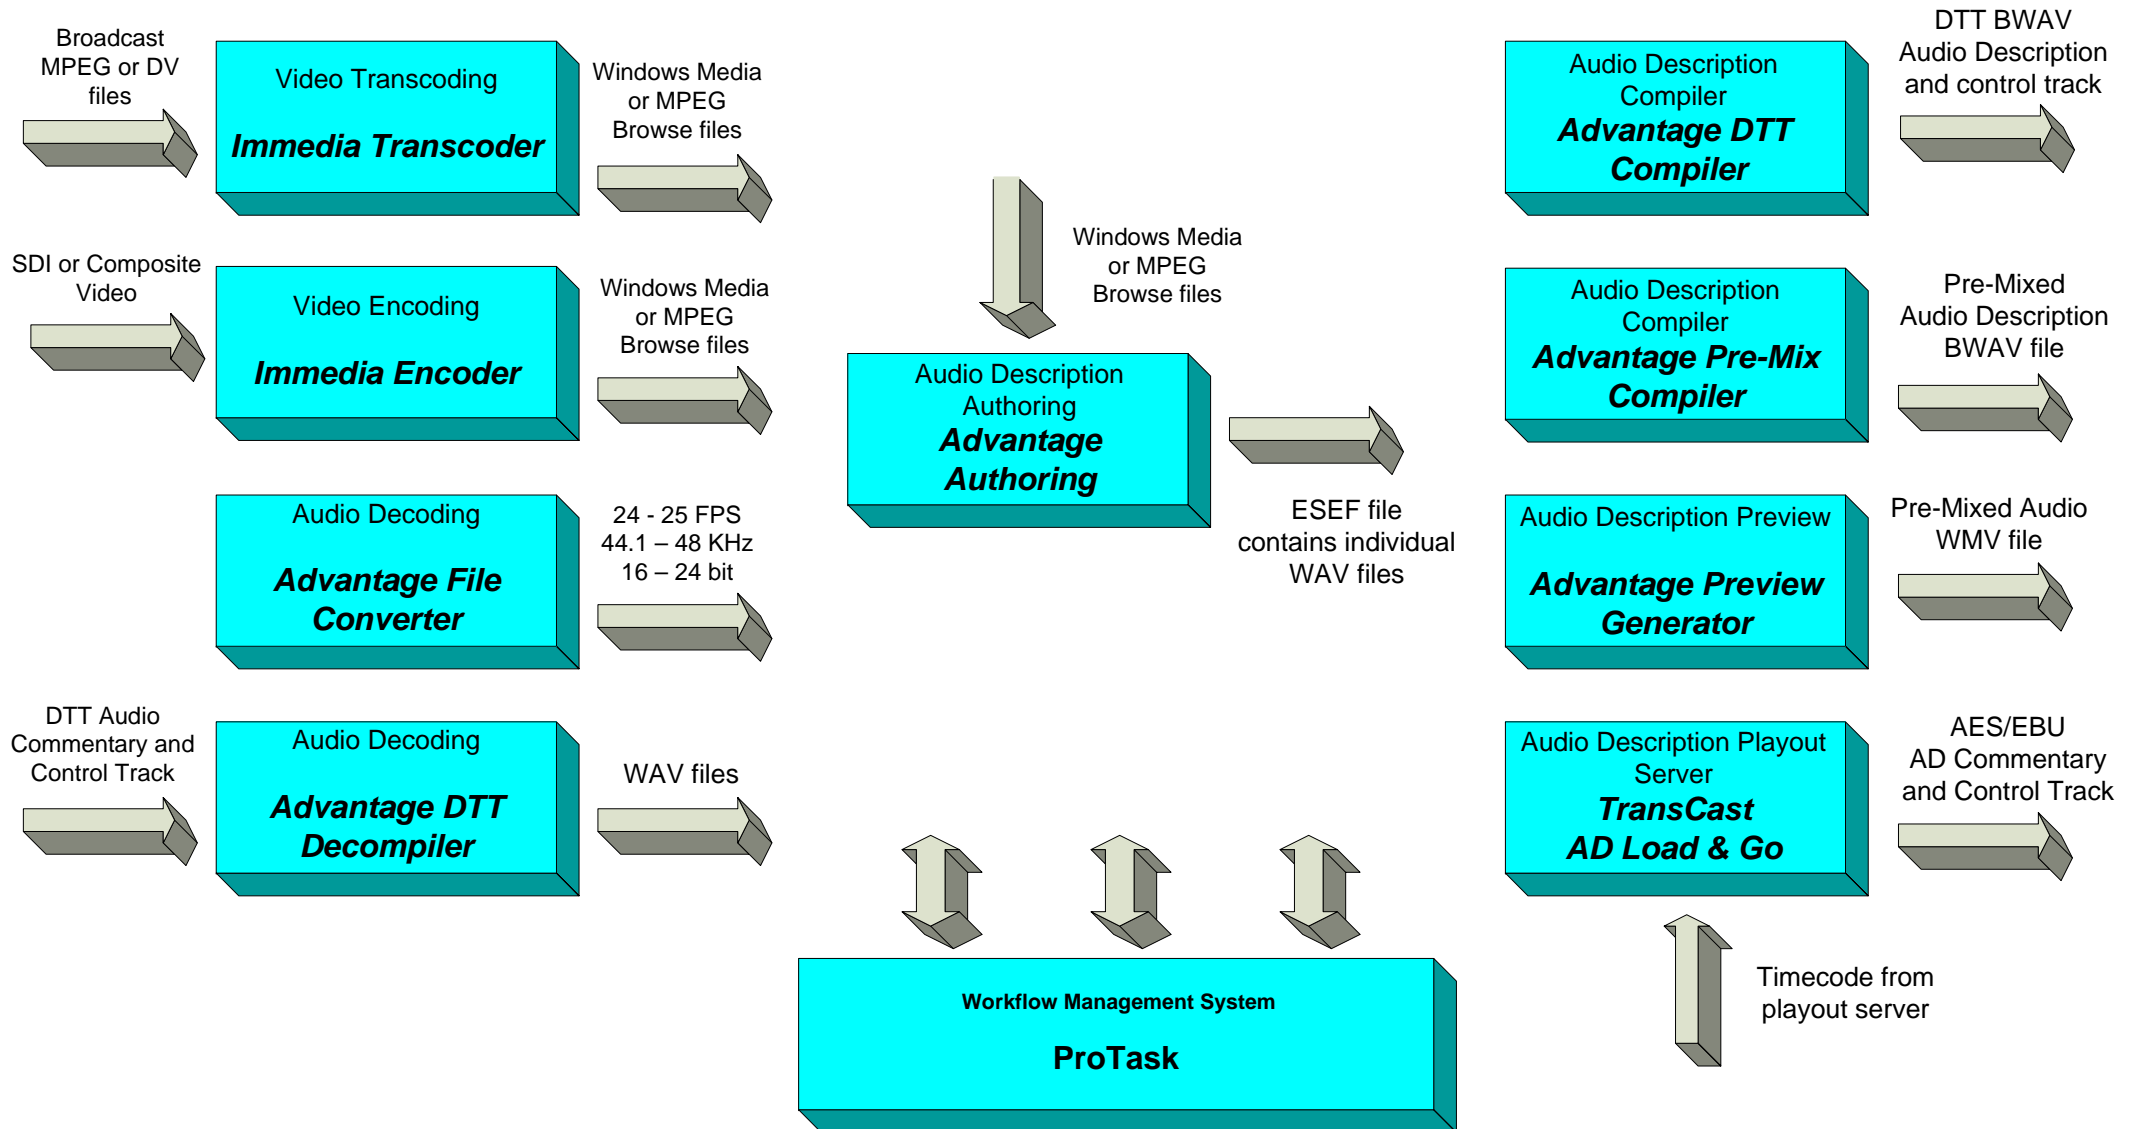 Broadcast
MPEG or DV
files
Video Transcoding
Immedia Transcoder
Windows Media
or MPEG
Browse files
SDI or Composite
Video
Video Encoding
Immedia Encoder
Windows Media
or MPEG
Browse files
Audio Decoding
Advantage File
Converter
24 - 25 FPS
44.1 – 48 KHz
16 – 24 bit
DTT Audio
Commentary and
Control Track
Audio Decoding
Advantage DTT
Decompiler
WAV files
Windows Media
or MPEG
Browse files
Audio Description
Authoring
Advantage
Authoring
ESEF file
contains individual
WAV files
Workflow Management System
ProTask
Audio Description
Compiler
Advantage DTT
Compiler
DTT BWAV
Audio Description
and control track
Audio Description
Compiler
Advantage Pre-Mix
Compiler
Pre-Mixed
Audio Description
BWAV file
Audio Description Preview
Advantage Preview
Generator
Pre-Mixed Audio
WMV file
Audio Description Playout
Server
TransCast
AD Load & Go
AES/EBU
AD Commentary
and Control Track
Timecode from
playout server